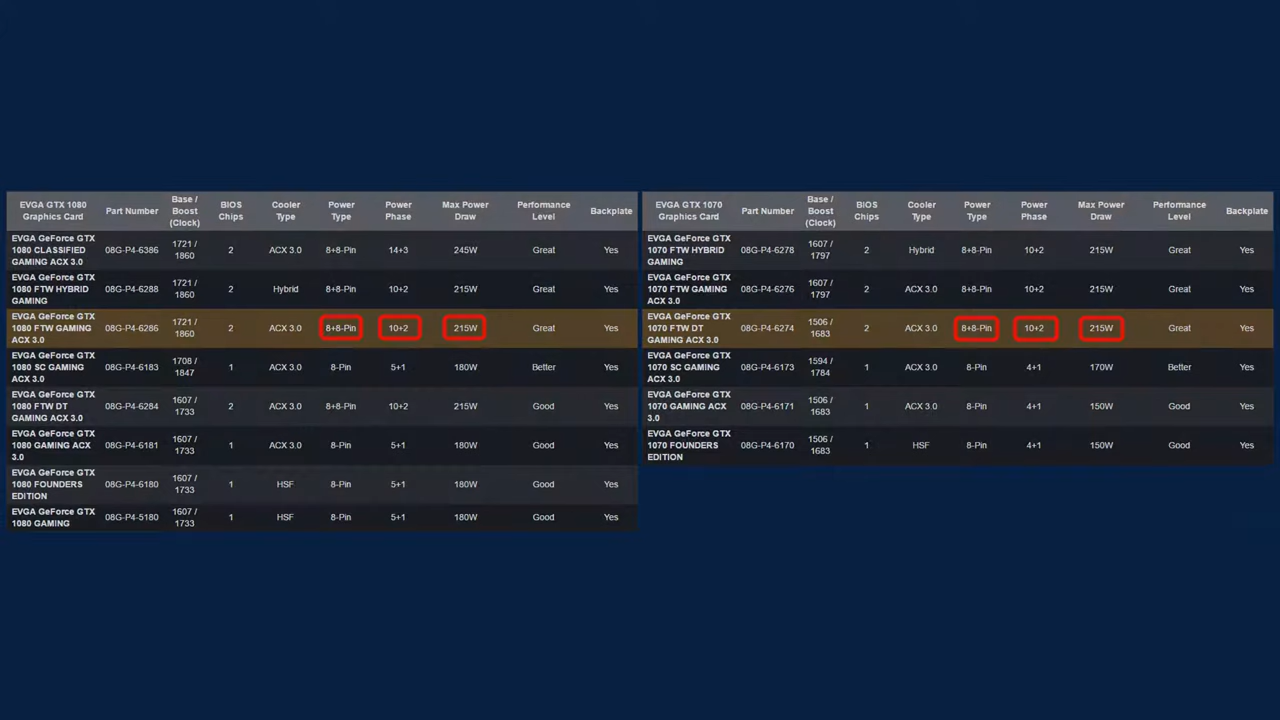 EVGA GTX 1080 Graphics Card Part Number Base / Boost (Clock) BIOS Chips Cooler Type Power Type Power Phase Max Power Draw Performance Level Backplate
EVGA GeForce GTX 1080 CLASSIFIED GAMING ACX 3.0 08G-P4-6386 1721 / 1860 2 ACX 3.0 8+8-Pin 14+3 245W Great Yes
EVGA GeForce GTX 1080 FTW HYBRID GAMING 08G-P4-6288 1721 / 1860 2 Hybrid 8+8-Pin 10+2 215W Great Yes
EVGA GeForce GTX 1080 FTW GAMING ACX 3.0 08G-P4-6286 1721 / 1860 2 ACX 3.0 8+8-Pin 10+2 215W Great Yes
EVGA GeForce GTX 1080 SC GAMING ACX 3.0 08G-P4-6183 1708 / 1847 1 ACX 3.0 8-Pin 5+1 180W Better Yes
EVGA GeForce GTX 1080 FTW DT GAMING ACX 3.0 08G-P4-6284 1607 / 1733 2 ACX 3.0 8+8-Pin 10+2 215W Good Yes
EVGA GeForce GTX 1080 GAMING ACX 3.0 08G-P4-6181 1607 / 1733 1 ACX 3.0 8-Pin 5+1 180W Good Yes
EVGA GeForce GTX 1080 FOUNDERS EDITION 08G-P4-6180 1607 / 1733 1 HSF 8-Pin 5+1 180W Good Yes
EVGA GeForce GTX 1080 GAMING 08G-P4-5180 1607 / 1733 1 HSF 8-Pin 5+1 180W Good Yes
EVGA GTX 1070 Graphics Card Part Number Base / Boost (Clock) BIOS Chips Cooler Type Power Type Power Phase Max Power Draw Performance Level Backplate
EVGA GeForce GTX 1070 FTW HYBRID GAMING 08G-P4-6278 1607 / 1797 2 Hybrid 8+8-Pin 10+2 215W Great Yes
EVGA GeForce GTX 1070 FTW GAMING ACX 3.0 08G-P4-6276 1607 / 1797 2 ACX 3.0 8+8-Pin 10+2 215W Great Yes
EVGA GeForce GTX 1070 FTW DT GAMING ACX 3.0 08G-P4-6274 1506 / 1683 2 ACX 3.0 8+8-Pin 10+2 215W Great Yes
EVGA GeForce GTX 1070 SC GAMING ACX 3.0 08G-P4-6173 1594 / 1784 1 ACX 3.0 8-Pin 4+1 170W Better Yes
EVGA GeForce GTX 1070 GAMING ACX 3.0 08G-P4-6171 1506 / 1683 1 ACX 3.0 8-Pin 4+1 150W Good Yes
EVGA GeForce GTX 1070 FOUNDERS EDITION 08G-P4-6170 1506 / 1683 1 HSF 8-Pin 4+1 150W Good Yes